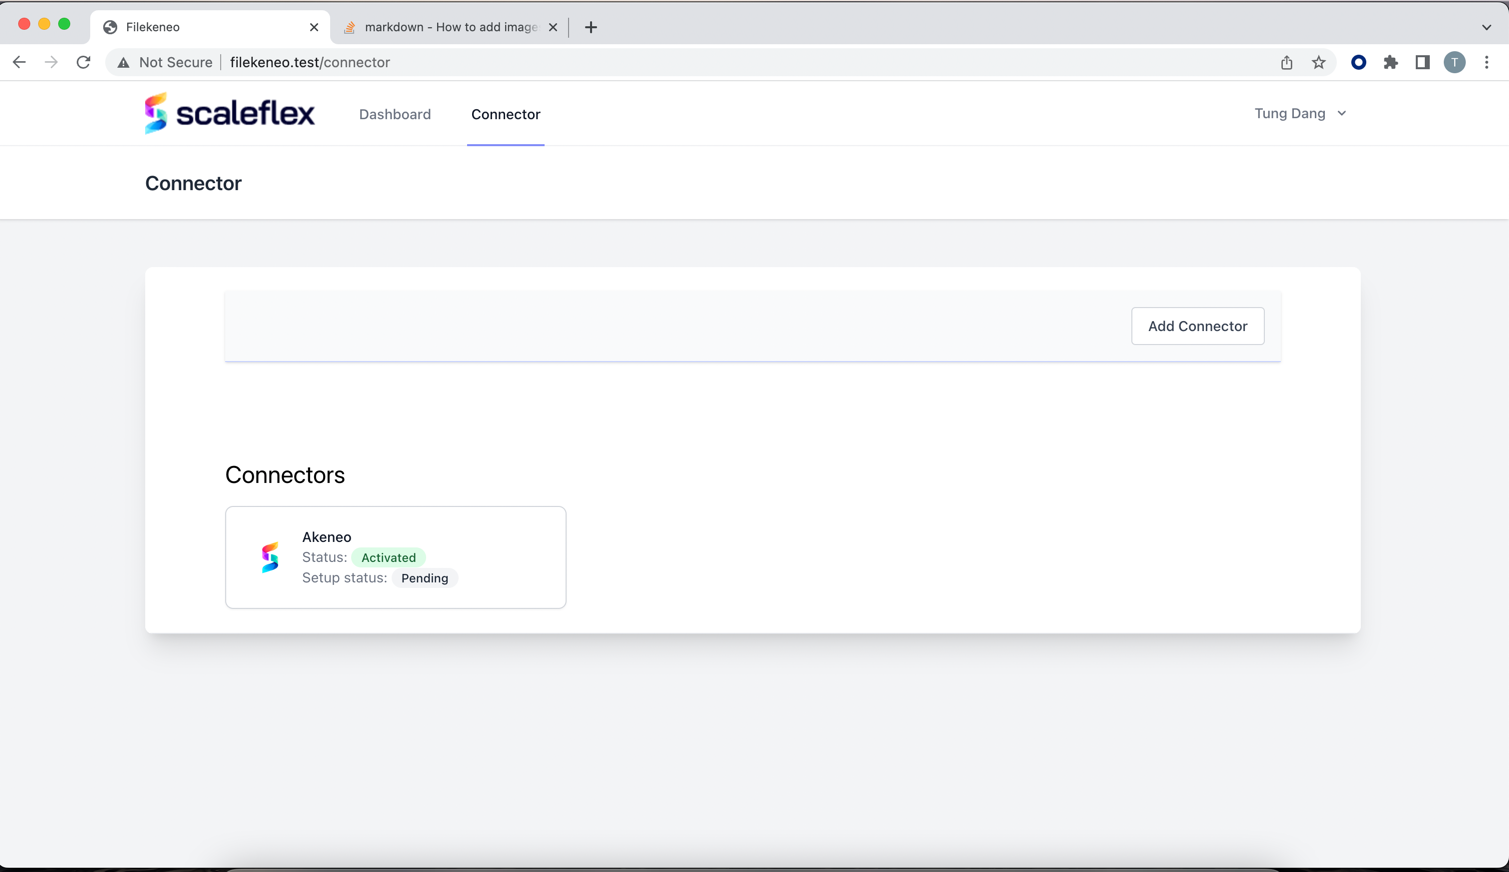 Filekeneo
markdown - How to add image
Not Secure
filekeneo.test/connector
T
scaleflex
Dashboard
Connector
Tung Dang
Connector
Add Connector
Connectors
Akeneo
Status: Activated
Setup status: Pending